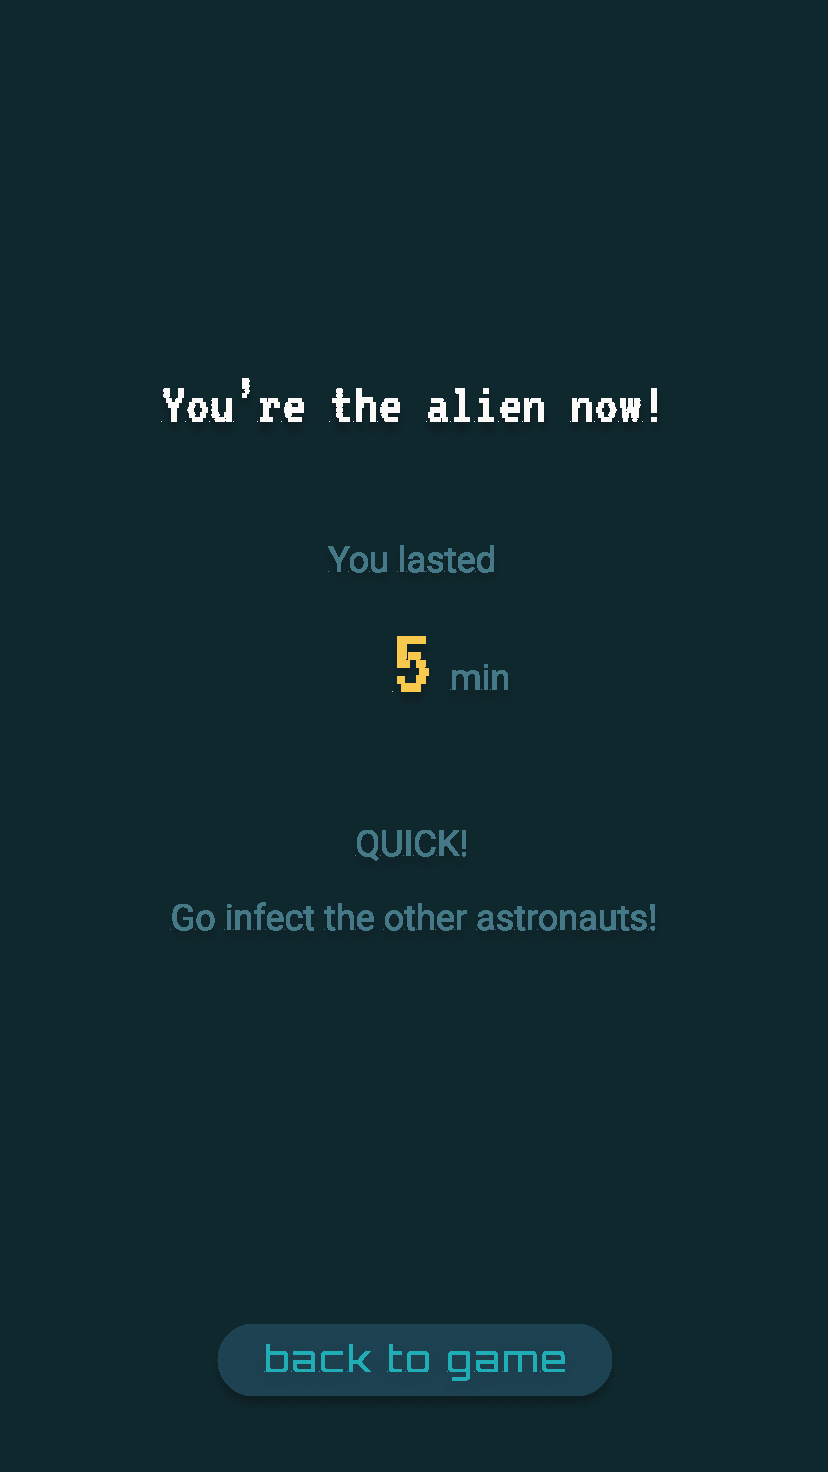 You're the alien now!
You lasted
5 min
QUICK!
Go infect the other astronauts!
back to game